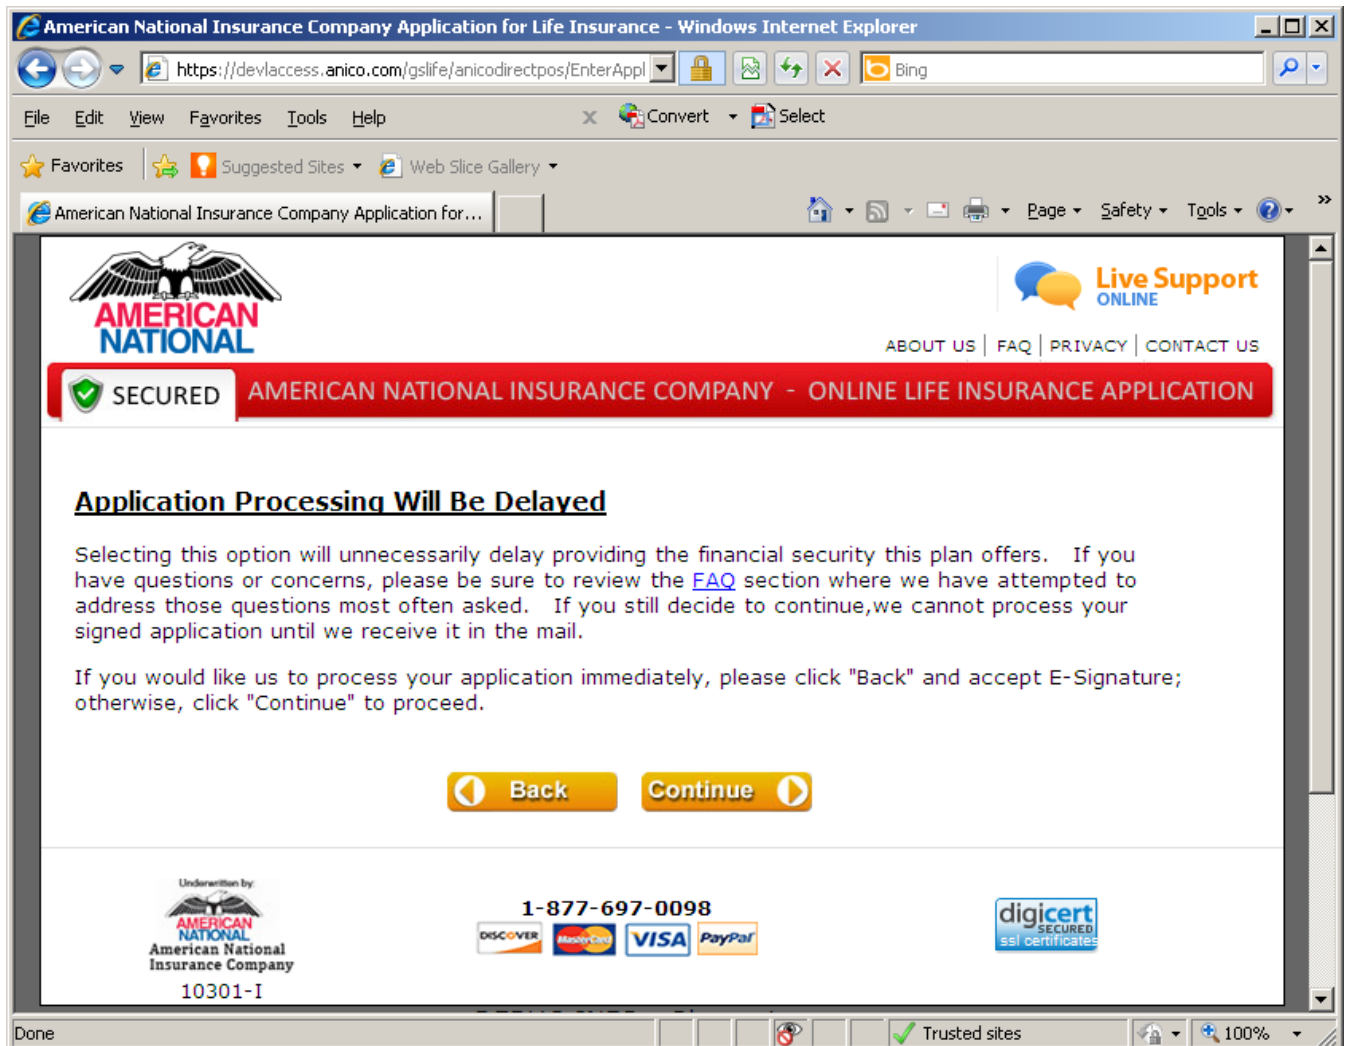 American National Insurance Company Application for Life Insurance - Windows Internet Explorer
https://devlaccess.anico.com/gslife/anicodirectpos/EnterAppl
Bing
File Edit View Favorites Tools Help
x Convert Select
Favorites Suggested Sites Web Slice Gallery
American National Insurance Company Application for... Page Safety Tools »
AMERICAN
NATIONAL
Live Support
ONLINE
ABOUT US | FAQ | PRIVACY | CONTACT US
SECURED AMERICAN NATIONAL INSURANCE COMPANY - ONLINE LIFE INSURANCE APPLICATION
Application Processing Will Be Delayed
Selecting this option will unnecessarily delay providing the financial security this plan offers. If you
have questions or concerns, please be sure to review the FAQ section where we have attempted to
address those questions most often asked. If you still decide to continue,we cannot process your
signed application until we receive it in the mail.
If you would like us to process your application immediately, please click "Back" and accept E-Signature;
otherwise, click "Continue" to proceed.
Back Continue
Underwritten by:
AMERICAN
NATIONAL
American National
Insurance Company
10301-I
1-877-697-0098
DISCOVER MasterCard VISA PayPal
digicert
SECURED
ssl certificates
Done Trusted sites 100%